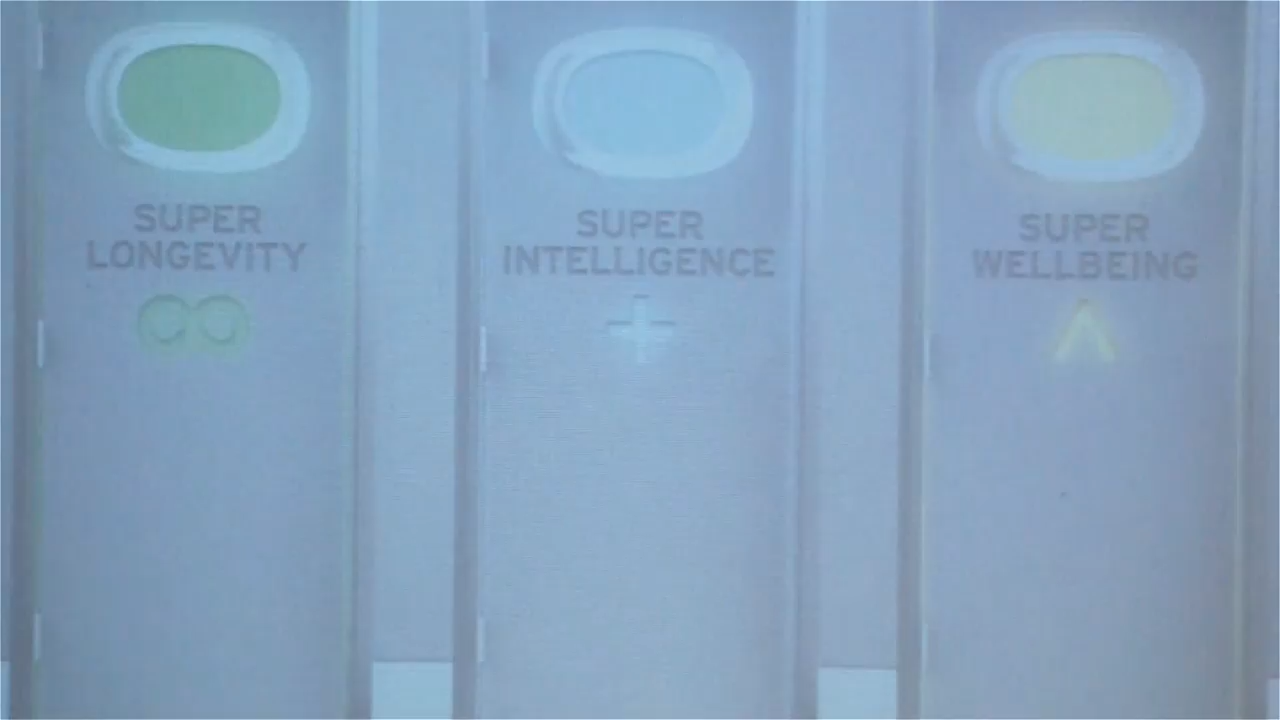 SUPER
LONGEVITY
SUPER
INTELLIGENCE
SUPER
WELLBEING